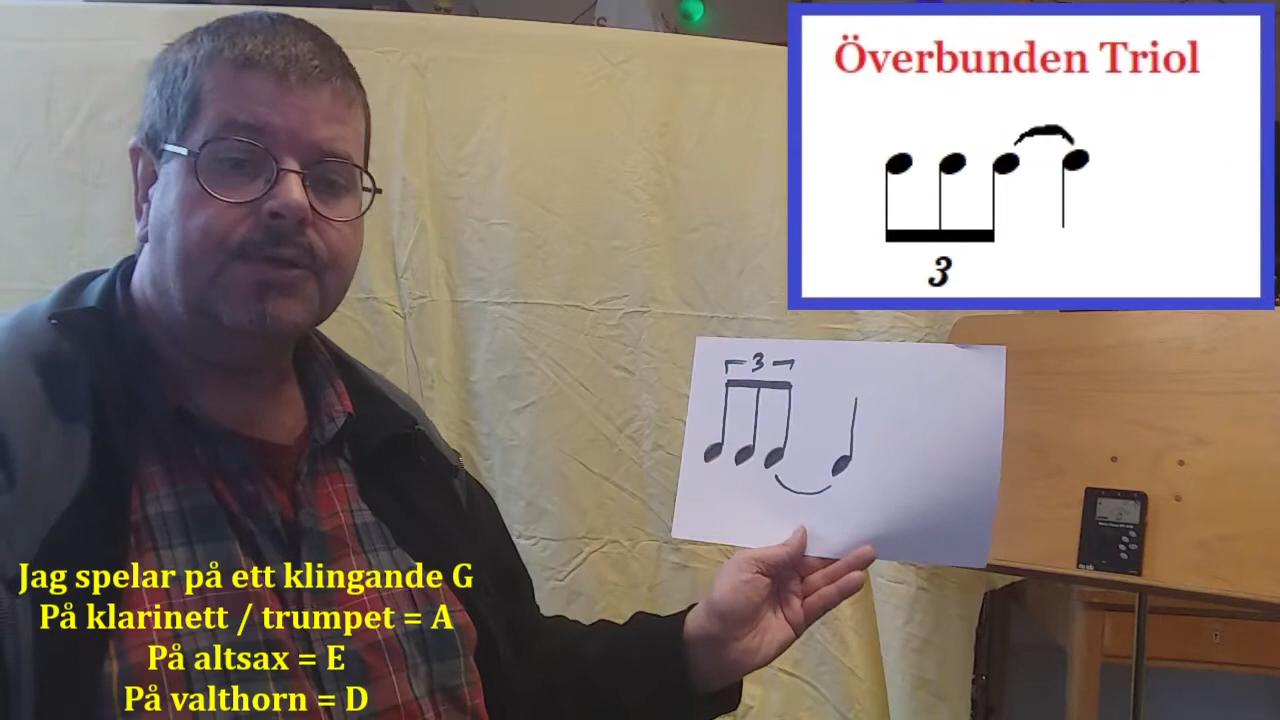 Överbunden Triol
3
3
Jag spelar på ett klingande G
På klarinett / trumpet = A
På altsax = E
På valthorn = D